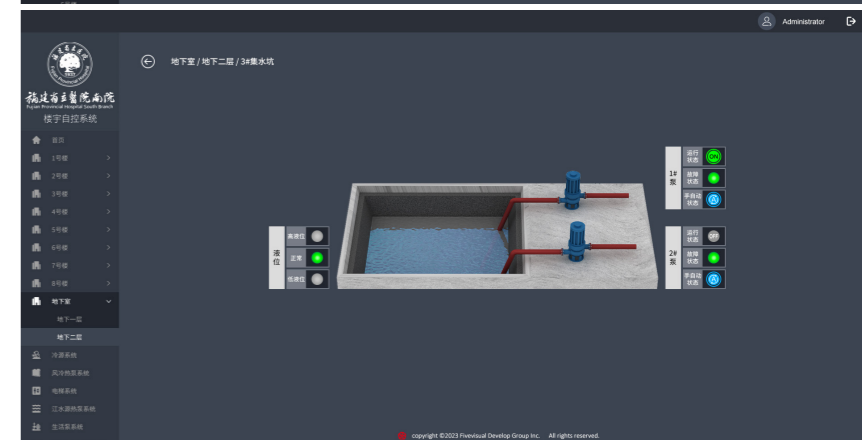 Administrator
1937
福建省立医院南院
Fujian Provincial Hospital South Branch
楼宇自控系统
首页
1号楼
2号楼
3号楼
4号楼
5号楼
6号楼
7号楼
8号楼
地下室
地下一层
地下二层
冷源系统
风冷热泵系统
电梯系统
江水源热泵系统
生活泵系统
地下室 / 地下二层 / 3#集水坑
液位
高液位
正常
低液位
1#泵
运行状态 ON
故障状态
手自动状态 A
2#泵
运行状态 OFF
故障状态
手自动状态 A
copyright ©2023 Fivevisual Develop Group Inc. All rights reserved.